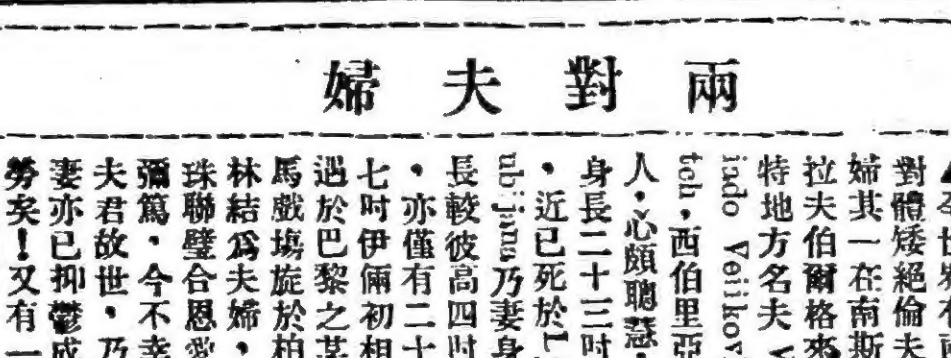 兩對夫婦
對體矮絕倫夫
婦其一在南斯
拉夫伯爾格來
特地方名夫 V
indo Veilkov
tich，西伯里亞
人，心頗聰慧，
身長二十三吋
，近已死於L
ubijana乃妻身
長較彼高四吋
，亦僅有二十
七吋伊倆初相
遇於巴黎之某
馬戲塲旋於柏
林結爲夫婦，
珠聯璧合恩愛
彌篤，今不幸
夫君故世，乃
妻亦已抑鬱成
勞矣！又有一